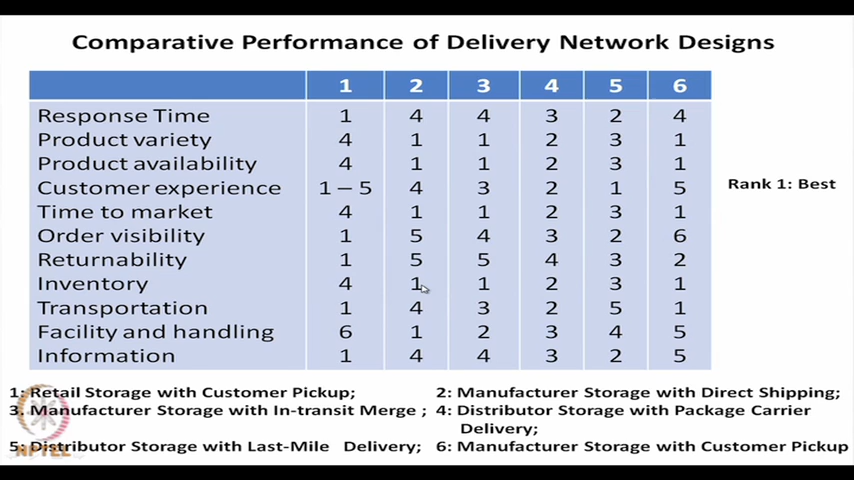 Comparative Performance of Delivery Network Designs
1 2 3 4 5 6
Response Time 1 4 4 3 2 4
Product variety 4 1 1 2 3 1
Product availability 4 1 1 2 3 1
Customer experience 1 – 5 4 3 2 1 5
Time to market 4 1 1 2 3 1
Order visibility 1 5 4 3 2 6
Returnability 1 5 5 4 3 2
Inventory 4 1 1 2 3 1
Transportation 1 4 3 2 5 1
Facility and handling 6 1 2 3 4 5
Information 1 4 4 3 2 5
Rank 1: Best
1: Retail Storage with Customer Pickup; 2: Manufacturer Storage with Direct Shipping;
3. Manufacturer Storage with In-transit Merge ; 4: Distributor Storage with Package Carrier
Delivery;
5: Distributor Storage with Last-Mile Delivery; 6: Manufacturer Storage with Customer Pickup
NPTEL